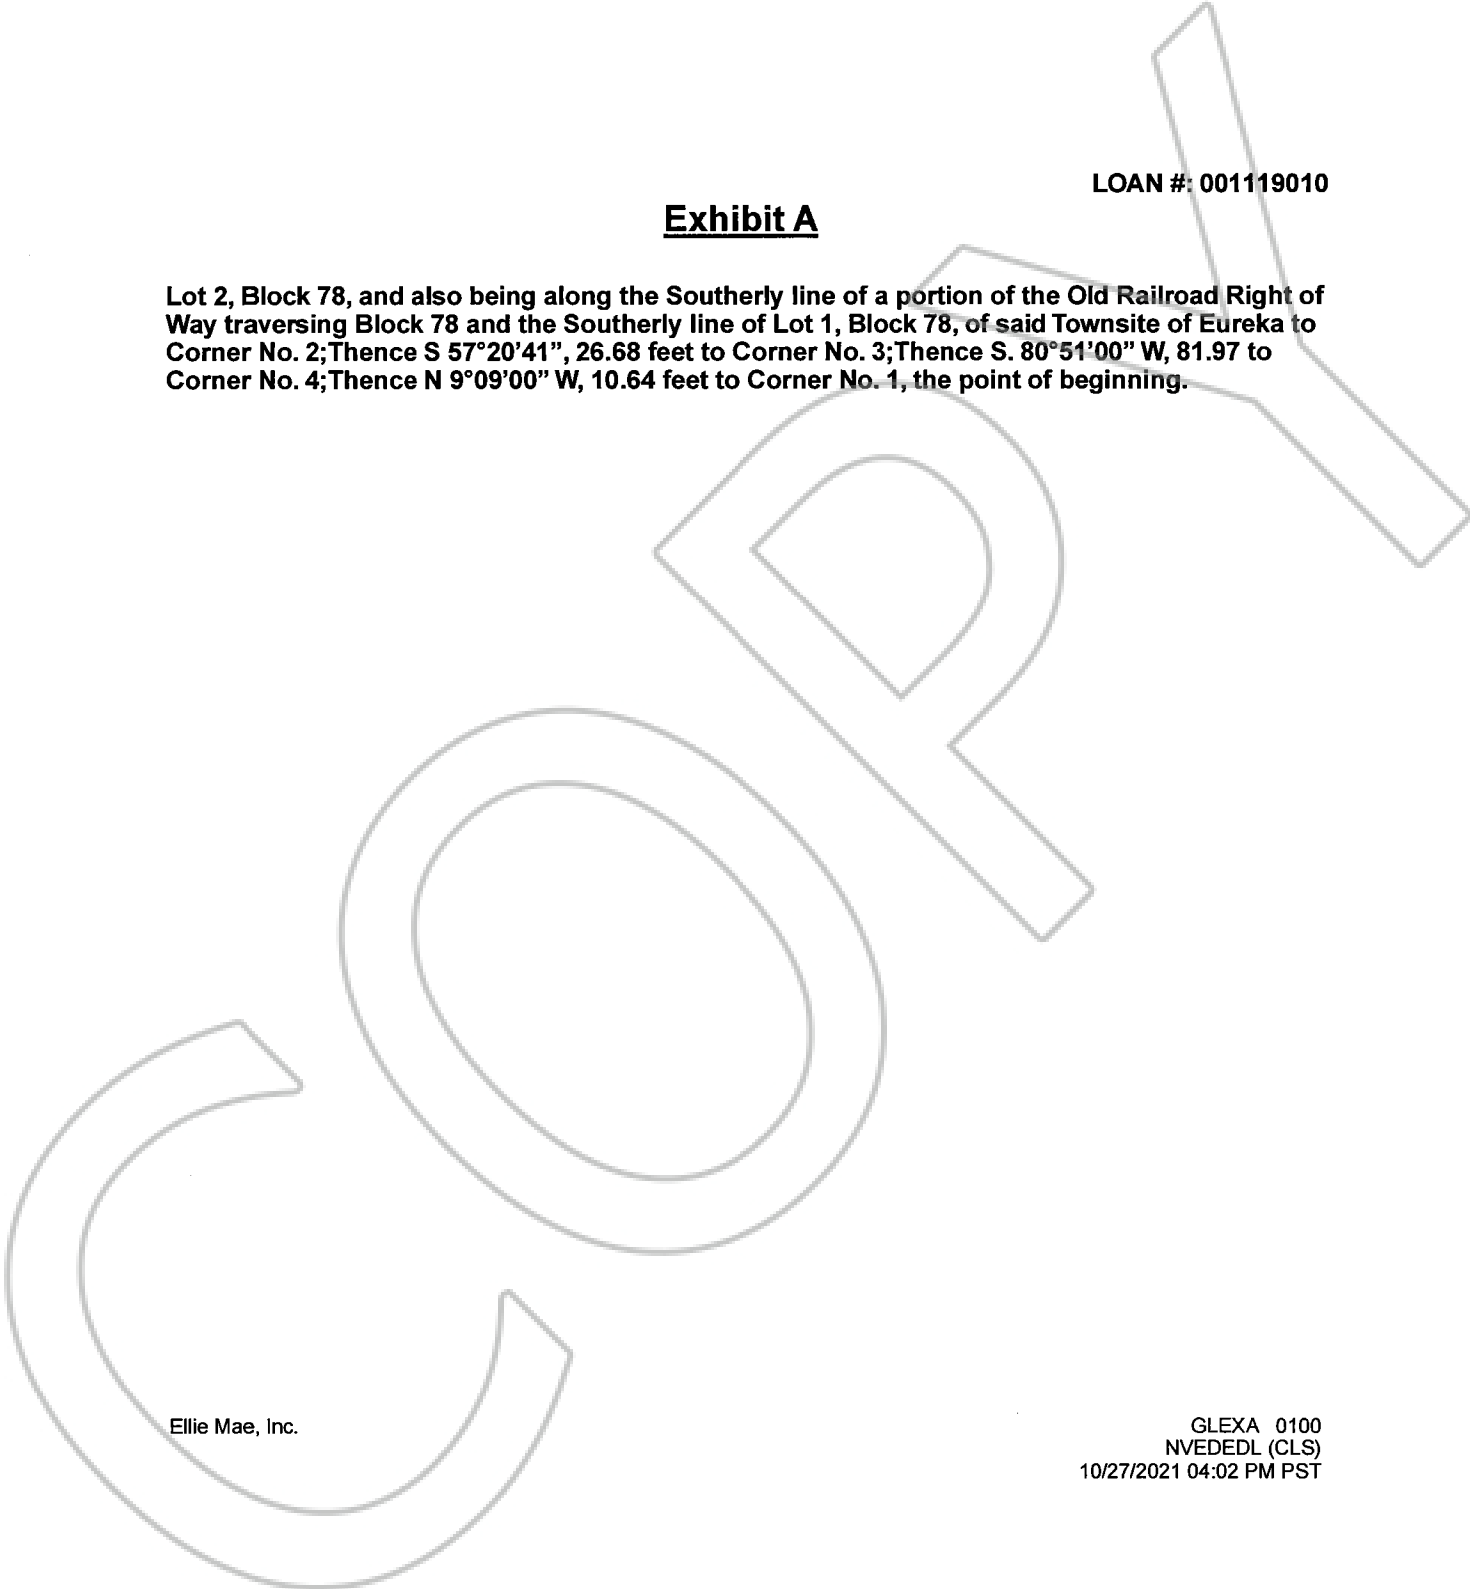 LOAN #: 001119010
Exhibit A
Lot 2, Block 78, and also being along the Southerly line of a portion of the Old Railroad Right of
Way traversing Block 78 and the Southerly line of Lot 1, Block 78, of said Townsite of Eureka to
Corner No. 2;Thence S 57°20'41”, 26.68 feet to Corner No. 3;Thence S. 80°51'00” W, 81.97 to
Corner No. 4;Thence N 9°09'00” W, 10.64 feet to Corner No. 1, the point of beginning.
COPY
Ellie Mae, Inc.
GLEXA 0100
NVEDEDL (CLS)
10/27/2021 04:02 PM PST